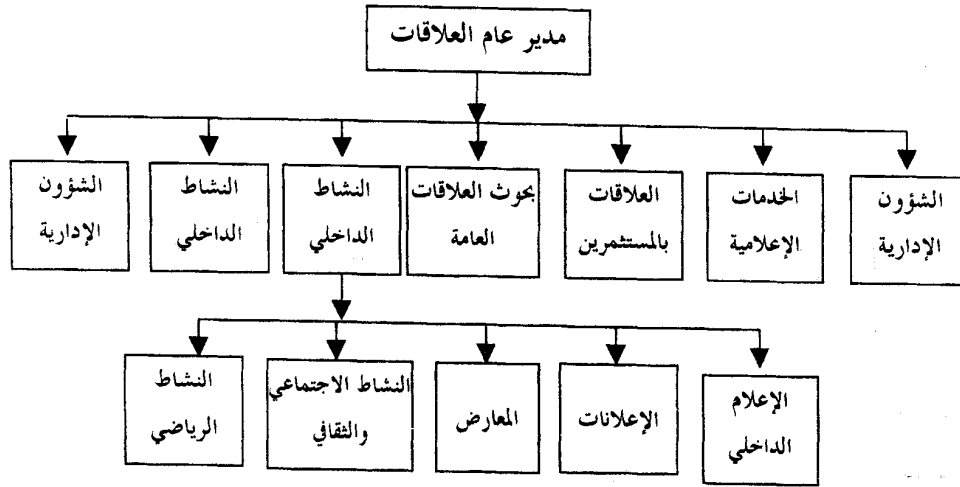 مدير عام العلاقات
الشؤون
الإدارية
الخدمات
الإعلامية
العلاقات
بالمستثمرين
بحوث العلاقات
العامة
النشاط
الداخلي
النشاط
الداخلي
الشؤون
الإدارية
الإعلام
الداخلي
الإعلانات
المعارض
النشاط الاجتماعي
والثقافي
النشاط
الرياضي